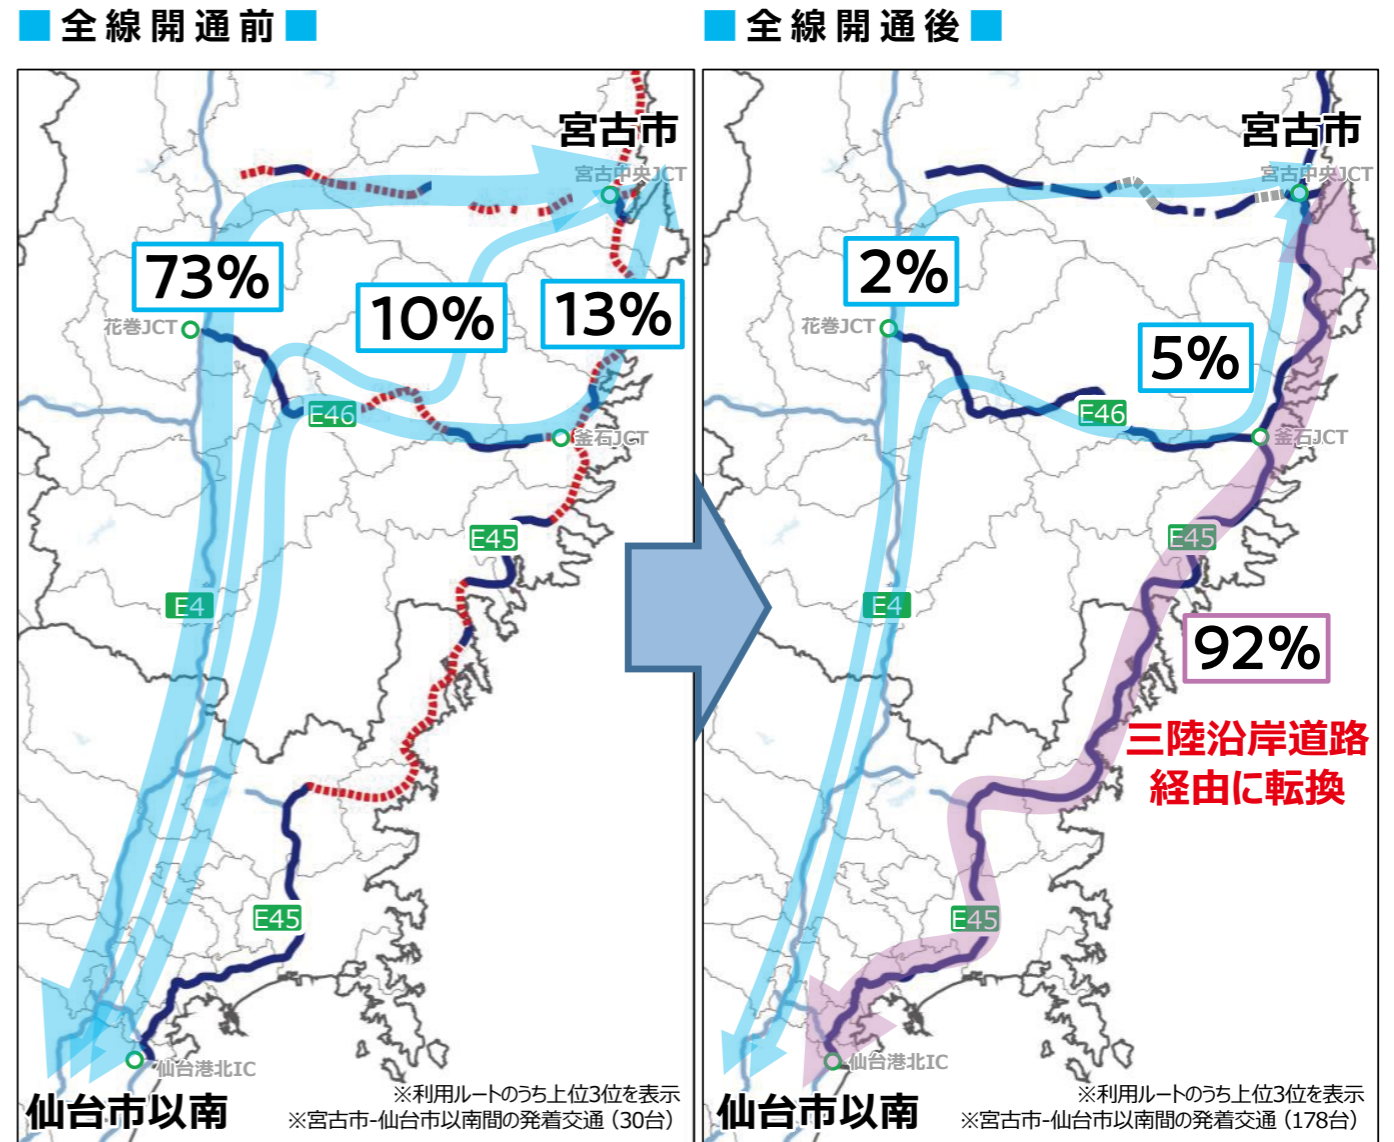 ■全線開通前■
宮古市
宮古中央JCT
73%
10%
13%
花巻JCT
E46
釜石JCT
E45
E4
E45
仙台港北IC
仙台市以南
※利用ルートのうち上位3位を表示
※宮古市-仙台市以南間の発着交通（30台）
■全線開通後■
宮古市
宮古中央JCT
2%
花巻JCT
5%
E46
釜石JCT
E45
E4
92%
三陸沿岸道路
経由に転換
E45
仙台港北IC
仙台市以南
※利用ルートのうち上位3位を表示
※宮古市-仙台市以南間の発着交通（178台）